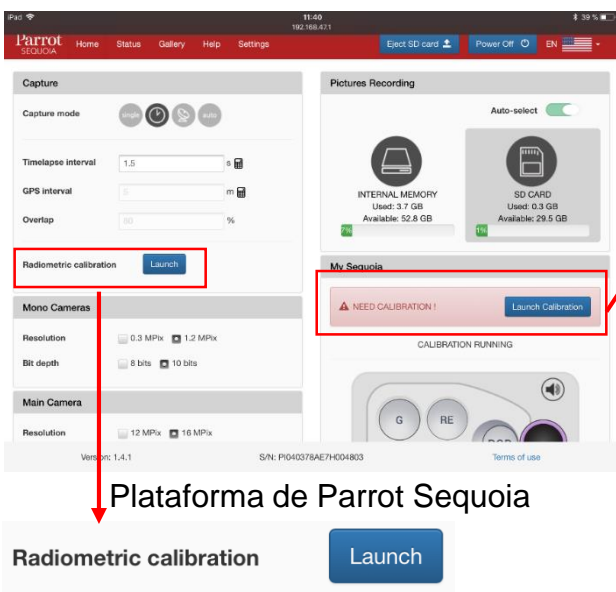 iPad 11:40 39 %
192.168.47.1
Parrot SEQUOIA Home Status Gallery Help Settings Eject SD card Power Off EN
Capture
Capture mode single auto
Timelapse interval 1.5 s
GPS interval 5 m
Overlap 80 %
Radiometric calibration Launch
Mono Cameras
Resolution 0.3 MPix 1.2 MPix
Bit depth 8 bits 10 bits
Main Camera
Resolution 12 MPix 16 MPix
Pictures Recording
Auto-select
INTERNAL MEMORY
Used: 3.7 GB
Available: 52.8 GB
7%
SD CARD
Used: 0.3 GB
Available: 29.5 GB
1%
My Sequoia
NEED CALIBRATION ! Launch Calibration
CALIBRATION RUNNING
G RE
Version: 1.4.1 S/N: PI040378AE7H004803 Terms of use
Plataforma de Parrot Sequoia
Radiometric calibration Launch